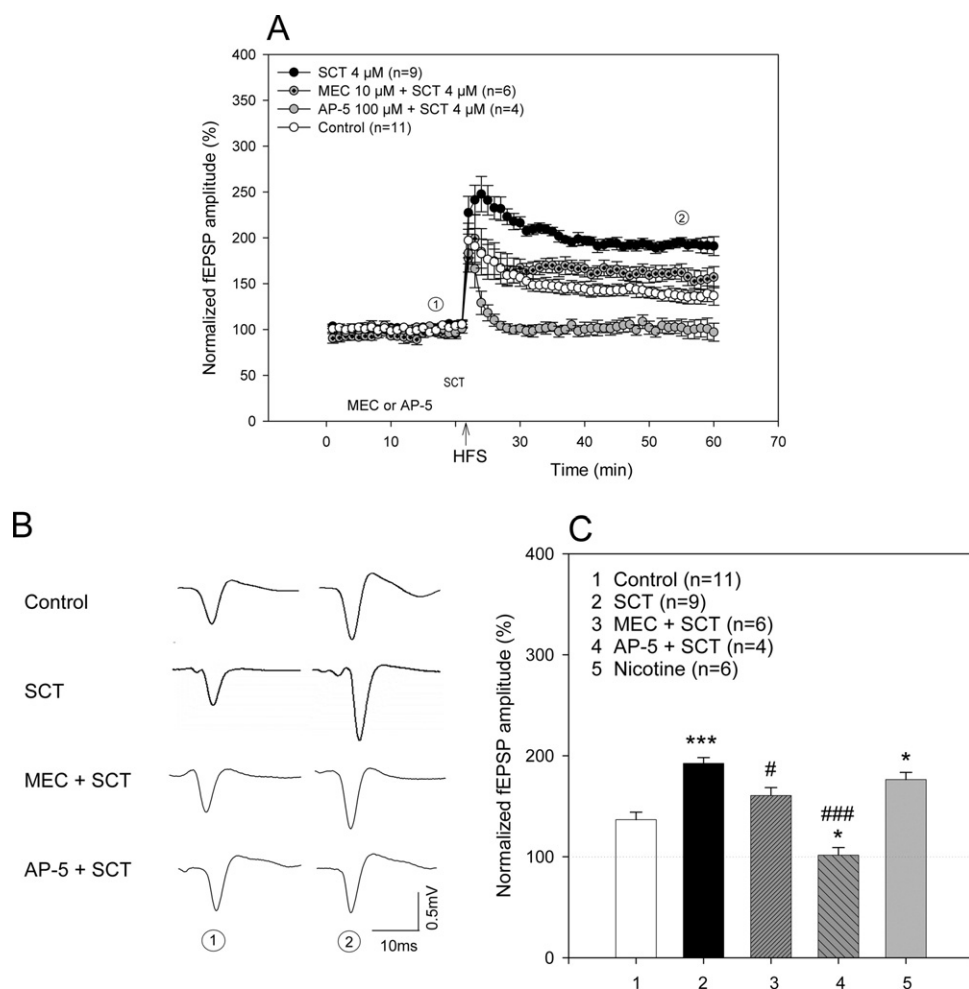 A
400
350
300
250
200
150
100
50
0
Normalized fEPSP amplitude (%)
SCT 4 µM (n=9)
MEC 10 µM + SCT 4 µM (n=6)
AP-5 100 µM + SCT 4 µM (n=4)
Control (n=11)
1
2
SCT
MEC or AP-5
0 10 30 40 50 60 70
HFS
Time (min)
B
Control
SCT
MEC + SCT
AP-5 + SCT
0.5mV
10ms
1 2
C
400
300
200
100
0
Normalized fEPSP amplitude (%)
1 Control (n=11)
2 SCT (n=9)
3 MEC + SCT (n=6)
4 AP-5 + SCT (n=4)
5 Nicotine (n=6)
***
#
###
*
*
1 2 3 4 5